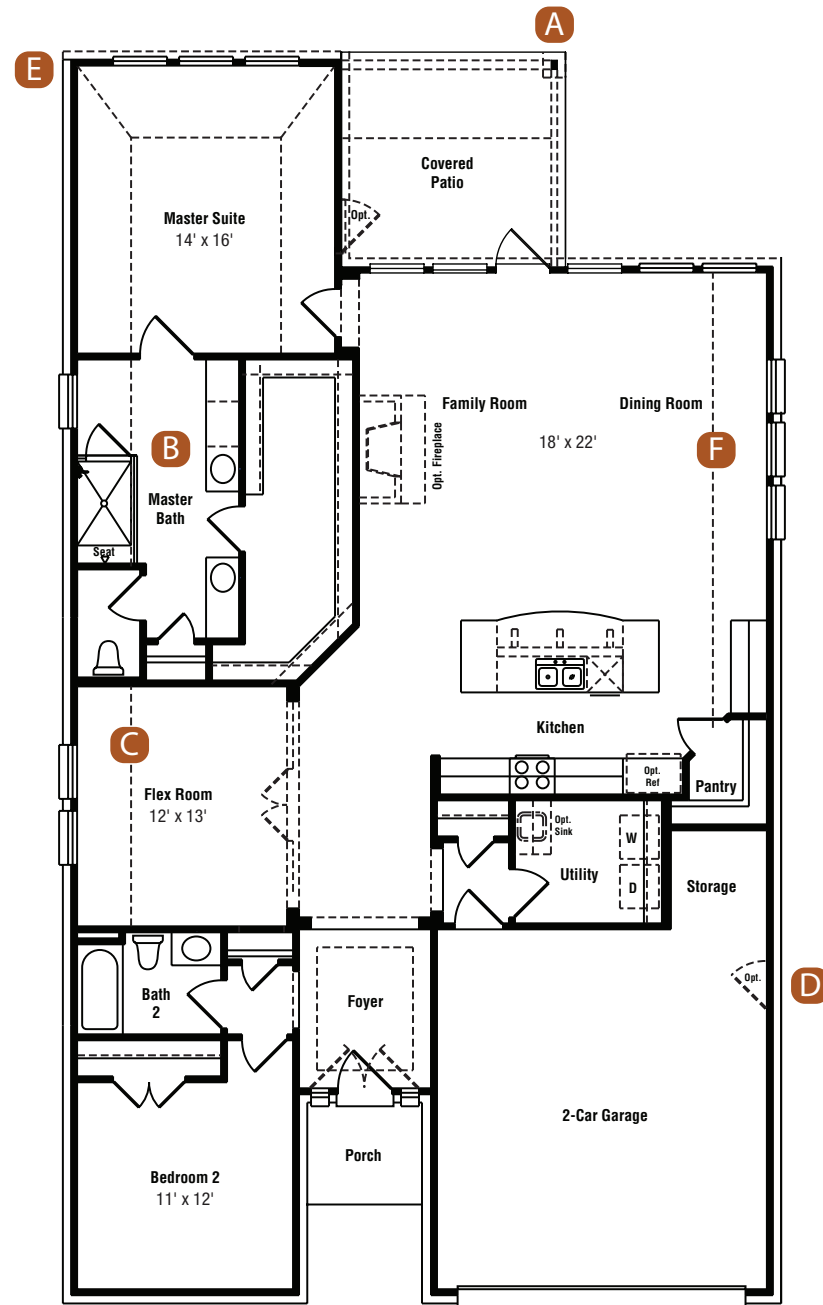 A
E
Covered
Patio
Master Suite
14' x 16'
Opt.
Family Room
Dining Room
18' x 22'
B
F
Opt. Fireplace
Master
Bath
Seat
Kitchen
C
Opt.
Ref
Pantry
Flex Room
12' x 13'
Opt.
Sink
W
Utility
D
Storage
Opt.
D
Bath
2
Foyer
2-Car Garage
Porch
Bedroom 2
11' x 12'